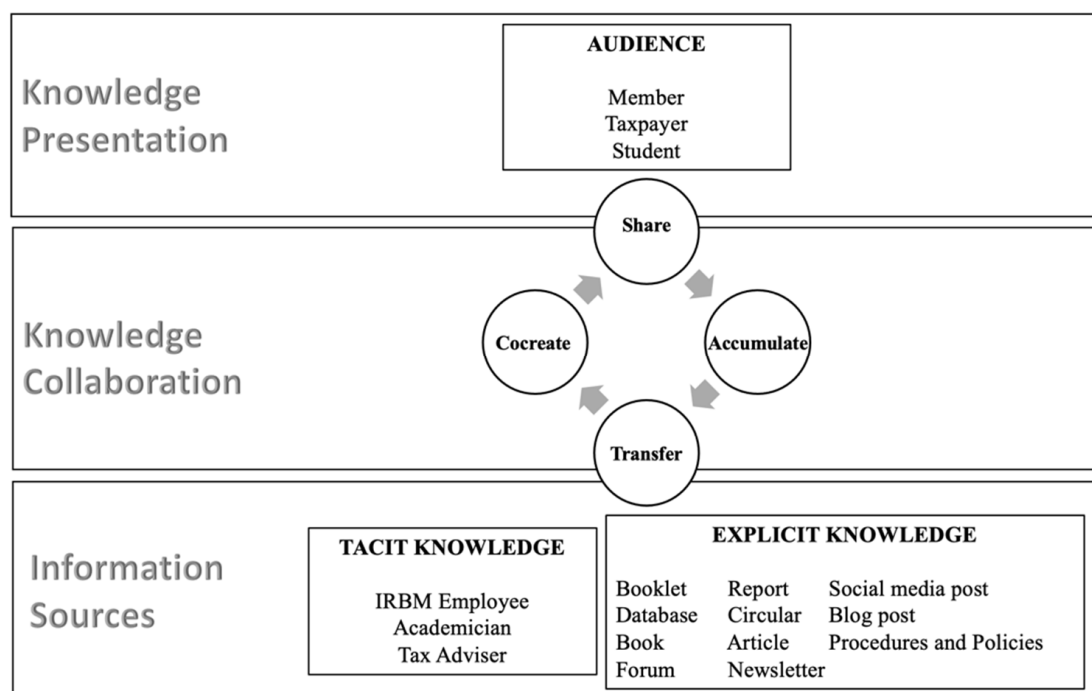 Knowledge
Presentation
AUDIENCE
Member
Taxpayer
Student
Knowledge
Collaboration
Share
Cocreate
Accumulate
Transfer
Information
Sources
TACIT KNOWLEDGE
IRBM Employee
Academician
Tax Adviser
EXPLICIT KNOWLEDGE
Booklet Report Social media post
Database Circular Blog post
Book Article Procedures and Policies
Forum Newsletter